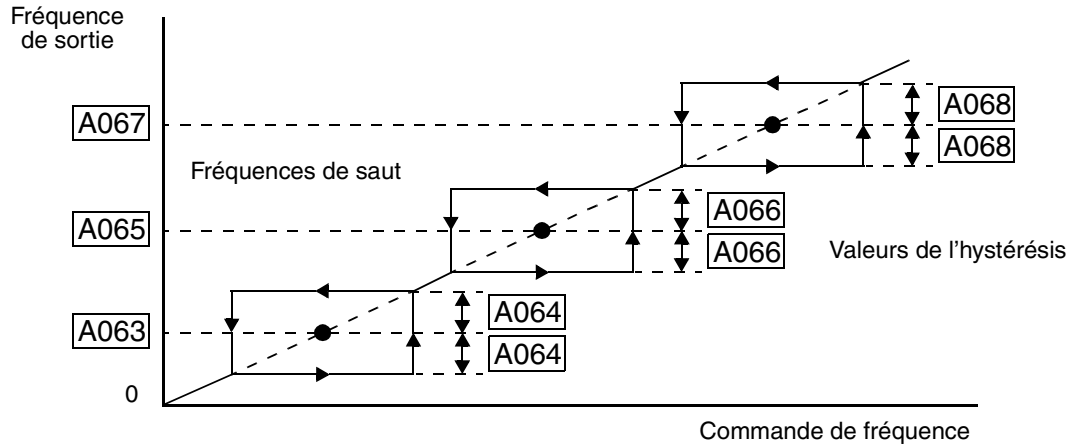 Fréquence
de sortie
A067
A068
A068
Fréquences de saut
A065
A066
A066
Valeurs de l'hystérésis
A063
A064
A064
0
Commande de fréquence